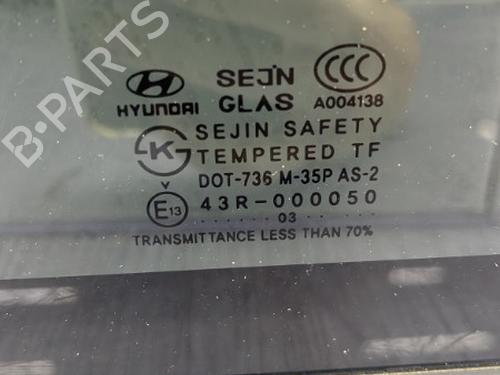 B-PARTS
HYUNDAI
SEJIN GLAS
CCC
A004138
K
SEJIN SAFETY
TEMPERED TF
DOT-736 M-35P AS-2
V
E13
43R-000050
03
TRANSMITTANCE LESS THAN 70%